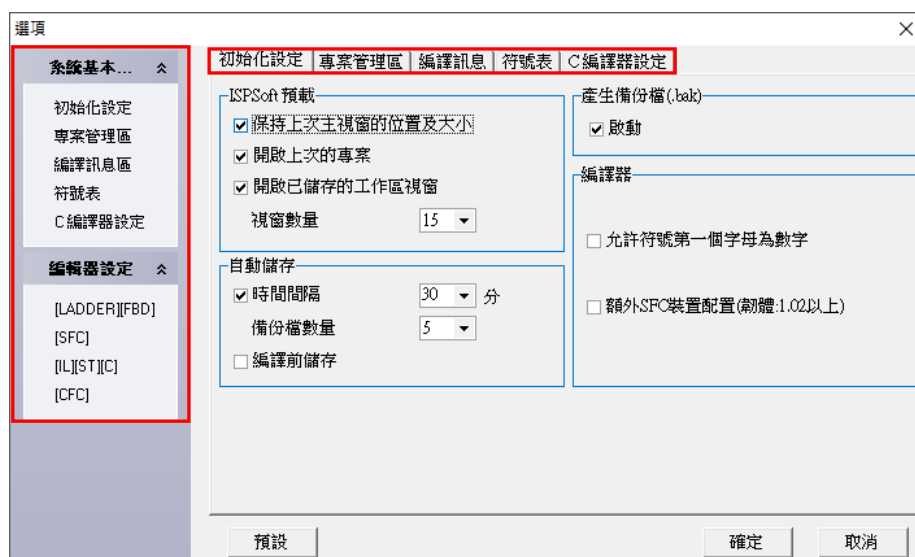 選項
系統基本...
初始化設定
專案管理區
編譯訊息區
符號表
C編譯器設定
編輯器設定
[LADDER][FBD]
[SFC]
[IL][ST][C]
[CFC]
初始化設定 專案管理區 編譯訊息 符號表 C編譯器設定
ISPSoft 預載
保持上次主視窗的位置及大小
開啟上次的專案
開啟已儲存的工作區視窗
視窗數量 15
自動儲存
時間間隔 30 分
備份檔數量 5
編譯前儲存
產生備份檔(.bak)
啟動
編譯器
允許符號第一個字母為數字
額外SFC裝置配置(韌體:1.02以上)
預設 確定 取消